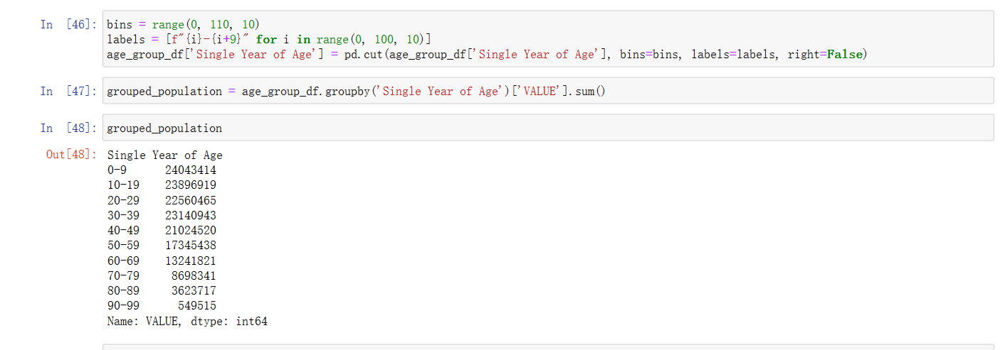 In [46]: bins = range(0, 110, 10)
labels = [f"{i}-{i+9}" for i in range(0, 100, 10)]
age_group_df['Single Year of Age'] = pd.cut(age_group_df['Single Year of Age'], bins=bins, labels=labels, right=False)
In [47]: grouped_population = age_group_df.groupby('Single Year of Age')['VALUE'].sum()
In [48]: grouped_population
Out[48]: Single Year of Age
0-9 24043414
10-19 23896919
20-29 22560465
30-39 23140943
40-49 21024520
50-59 17345438
60-69 13241821
70-79 8698341
80-89 3623717
90-99 549515
Name: VALUE, dtype: int64